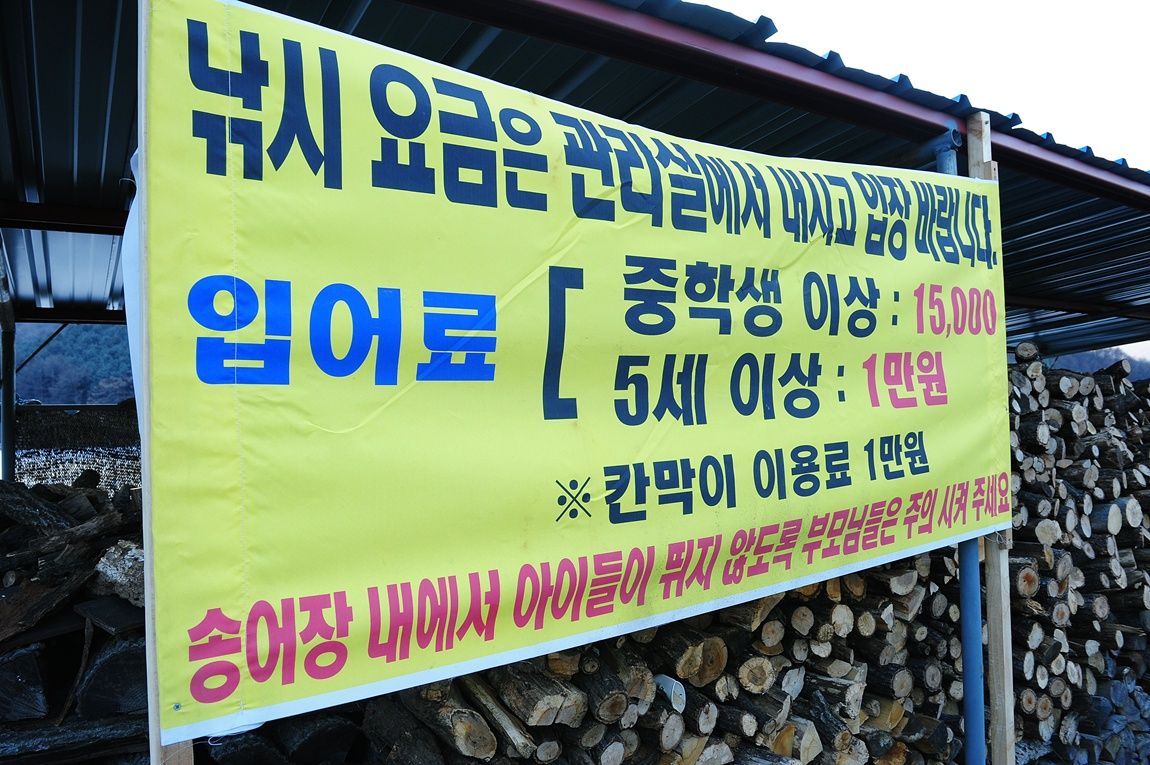 낚시 요금은 관리실에서 내시고 입장 바랍니다.
입어료 [ 중학생 이상 : 15,000
5세 이상 : 1만원
※ 칸막이 이용료 1만원
송어장 내에서 아이들이 뛰지 않도록 부모님들은 주의 시켜 주세요